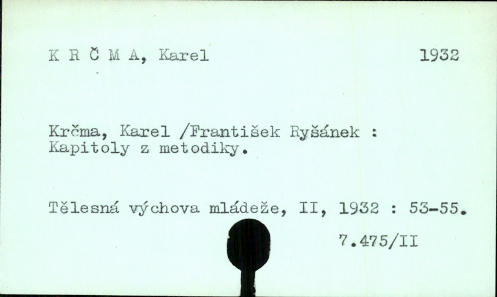 K R Č M A, Karel 1932
Krčma, Karel /František Ryšánek :
Kapitoly z metodiky.
Tělesná výchova mládeže, II, 1932 : 53-55.
7.475/II